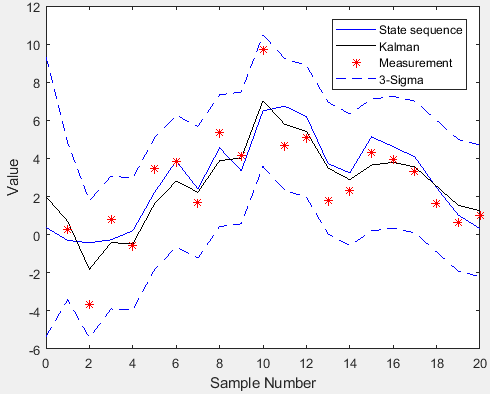 12
10
8
6
4
2
0
-2
-4
-6
0 2 4 6 8 10 12 14 16 18 20
Value
Sample Number
State sequence
Kalman
Measurement
3-Sigma